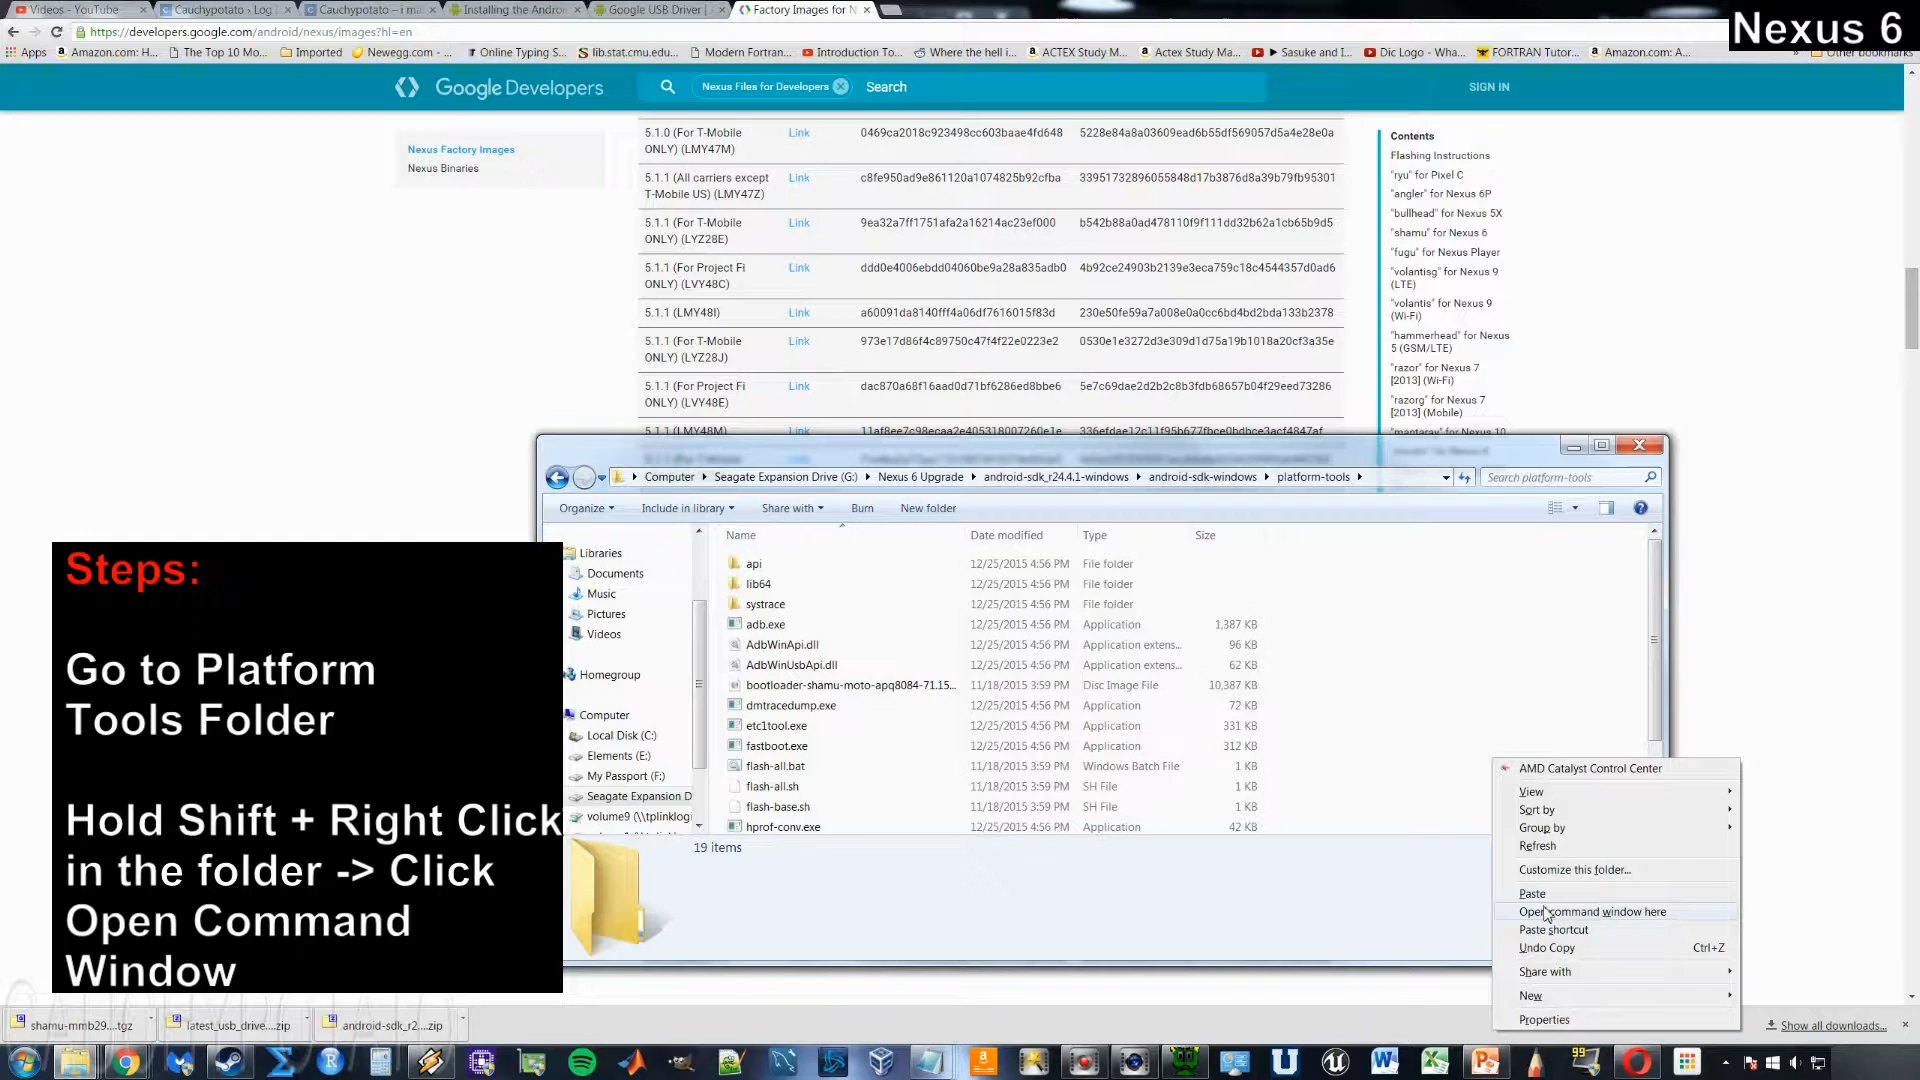 Videos - YouTube
Cauchypotato › Log
Cauchypotato – i ma
Installing the Androi
Google USB Driver
Factory Images for N
Nexus 6
https://developers.google.com/android/nexus/images?hl=en
Apps
Amazon.com: H...
The Top 10 Mo...
Imported
Newegg.com - ...
Online Typing S...
lib.stat.cmu.edu...
Modern Fortran...
Introduction To...
Where the hell i...
ACTEX Study M...
Actex Study Ma...
Sasuke and I...
Dic Logo - Wha...
FORTRAN Tutor...
Amazon.com: A...
Other bookmarks
Google Developers
Nexus Files for Developers
Search
SIGN IN
Nexus Factory Images
Nexus Binaries
5.1.0 (For T-Mobile
ONLY) (LMY47M)
Link
0469ca2018c923498cc603baae4fd648
5228e84a8a03609ead6b55df569057d5a4e28e0a
5.1.1 (All carriers except
T-Mobile US) (LMY47Z)
Link
c8fe950ad9e861120a1074825b92cfba
33951732896055848d17b3876d8a39b79fb95301
5.1.1 (For T-Mobile
ONLY) (LYZ28E)
Link
9ea32a7ff1751afa2a16214ac23ef000
b542b88a0ad478110f9f111dd32b62a1cb65b9d5
5.1.1 (For Project Fi
ONLY) (LVY48C)
Link
ddd0e4006ebdd04060be9a28a835adb0
4b92ce24903b2139e3eca759c18c4544357d0ad6
5.1.1 (LMY48I)
Link
a60091da8140fff4a06df7616015f83d
230e50fe59a7a008e0a0cc6bd4bd2bda133b2378
5.1.1 (For T-Mobile
ONLY) (LYZ28J)
Link
973e17d86f4c89750c47f4f22e0223e2
0530e1e3272d3e309d1d75a19b1018a20cf3a35e
5.1.1 (For Project Fi
ONLY) (LVY48E)
Link
dac870a68f16aad0d71bf6286ed8bbe6
5e7c69dae2d2b2c8b3fdb68657b04f29eed73286
5.1.1 (LMY48M)
Link
11af8ee7c98ecaa2e405318007260e1e
336efdae12c11f95b677fbce0bdbce3acf4847af
Contents
Flashing Instructions
"ryu" for Pixel C
"angler" for Nexus 6P
"bullhead" for Nexus 5X
"shamu" for Nexus 6
"fugu" for Nexus Player
"volantisg" for Nexus 9
(LTE)
"volantis" for Nexus 9
(Wi-Fi)
"hammerhead" for Nexus
5 (GSM/LTE)
"razor" for Nexus 7
[2013] (Wi-Fi)
"razorg" for Nexus 7
[2013] (Mobile)
"mantaray" for Nexus 10
Computer
Seagate Expansion Drive (G:)
Nexus 6 Upgrade
android-sdk_r24.4.1-windows
android-sdk-windows
platform-tools
Search platform-tools
Organize
Include in library
Share with
Burn
New folder
Libraries
Documents
Music
Pictures
Videos
Homegroup
Computer
Local Disk (C:)
Elements (E:)
My Passport (F:)
Seagate Expansion D
volume9 (\\tplinklogi
Name Date modified Type Size
api 12/25/2015 4:56 PM File folder
lib64 12/25/2015 4:56 PM File folder
systrace 12/25/2015 4:56 PM File folder
adb.exe 12/25/2015 4:56 PM Application 1,387 KB
AdbWinApi.dll 12/25/2015 4:56 PM Application extens... 96 KB
AdbWinUsbApi.dll 12/25/2015 4:56 PM Application extens... 62 KB
bootloader-shamu-moto-apq8084-71.15... 11/18/2015 3:59 PM Disc Image File 10,387 KB
dmtracedump.exe 12/25/2015 4:56 PM Application 72 KB
etc1tool.exe 12/25/2015 4:56 PM Application 331 KB
fastboot.exe 12/25/2015 4:56 PM Application 312 KB
flash-all.bat 11/18/2015 3:59 PM Windows Batch File 1 KB
flash-all.sh 11/18/2015 3:59 PM SH File 1 KB
flash-base.sh 11/18/2015 3:59 PM SH File 1 KB
hprof-conv.exe 12/25/2015 4:56 PM Application 42 KB
19 items
AMD Catalyst Control Center
View
Sort by
Group by
Refresh
Customize this folder...
Paste
Open command window here
Paste shortcut
Undo Copy Ctrl+Z
Share with
New
Properties
Steps:
Go to Platform
Tools Folder
Hold Shift + Right Click
in the folder -> Click
Open Command
Window
shamu-mmb29....tgz
latest_usb_drive....zip
android-sdk_r2....zip
Show all downloads...
99